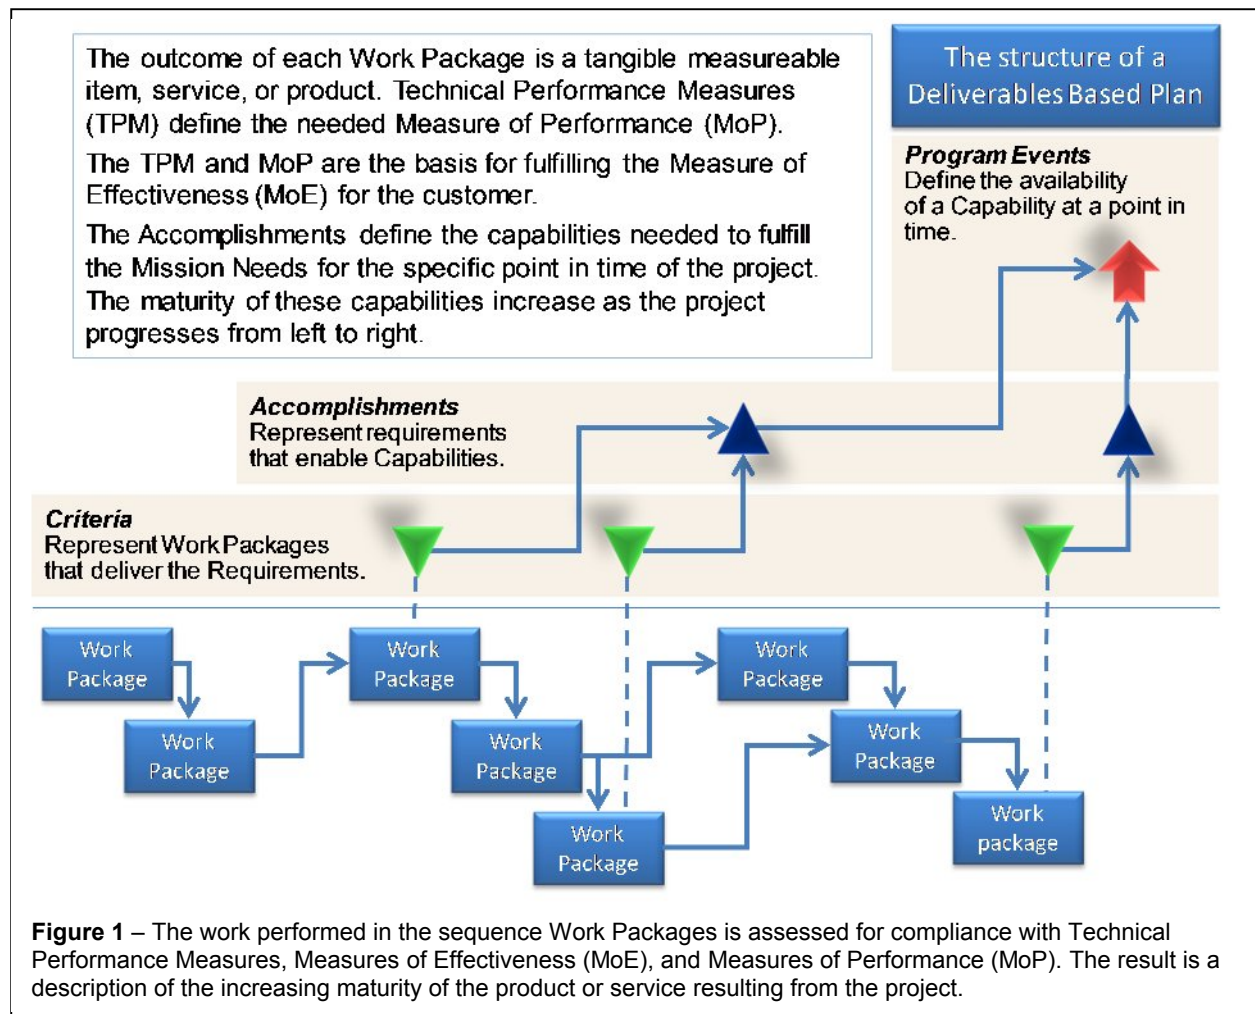 The outcome of each Work Package is a tangible measureable
item, service, or product. Technical Performance Measures
(TPM) define the needed Measure of Performance (MoP).
The TPM and MoP are the basis for fulfilling the Measure of
Effectiveness (MoE) for the customer.
The Accomplishments define the capabilities needed to fulfill
the Mission Needs for the specific point in time of the project.
The maturity of these capabilities increase as the project
progresses from left to right.
The structure of a
Deliverables Based Plan
Program Events
Define the availability
of a Capability at a point in
time.
Accomplishments
Represent requirements
that enable Capabilities.
Criteria
Represent Work Packages
that deliver the Requirements.
Work
Package
Work
Package
Work
Package
Work
Package
Work
Package
Work
Package
Work
Package
Work
package
Figure 1 – The work performed in the sequence Work Packages is assessed for compliance with Technical
Performance Measures, Measures of Effectiveness (MoE), and Measures of Performance (MoP). The result is a
description of the increasing maturity of the product or service resulting from the project.